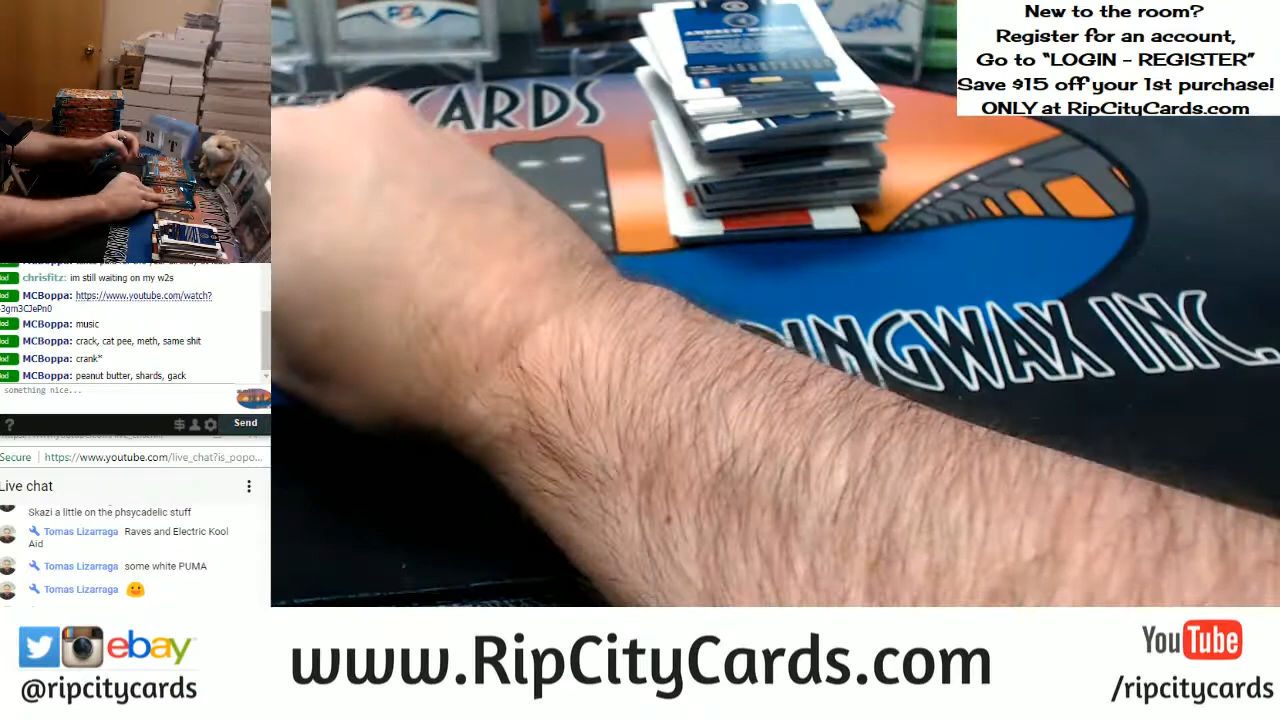 New to the room?
Register for an account,
Go to “LOGIN - REGISTER”
Save $15 off your 1st purchase!
ONLY at RipCityCards.com
PSA
ANDREW
CARDS
INGWAX INC.
R
T
chrisfitz: im still waiting on my w2s
MCBoppa: https://www.youtube.com/watch?
3gm3CJePn0
MCBoppa: music
MCBoppa: crack, cat pee, meth, same shit
MCBoppa: crank*
MCBoppa: peanut butter, shards, gack
something nice...
?
Send
Secure https://www.youtube.com/live_chat?is_popo...
Live chat
Skazi a little on the phsycadelic stuff
Tomas Lizarraga Raves and Electric Kool
Aid
Tomas Lizarraga some white PUMA
Tomas Lizarraga
ebay
@ripcitycards
www.RipCityCards.com
YouTube
/ripcitycards